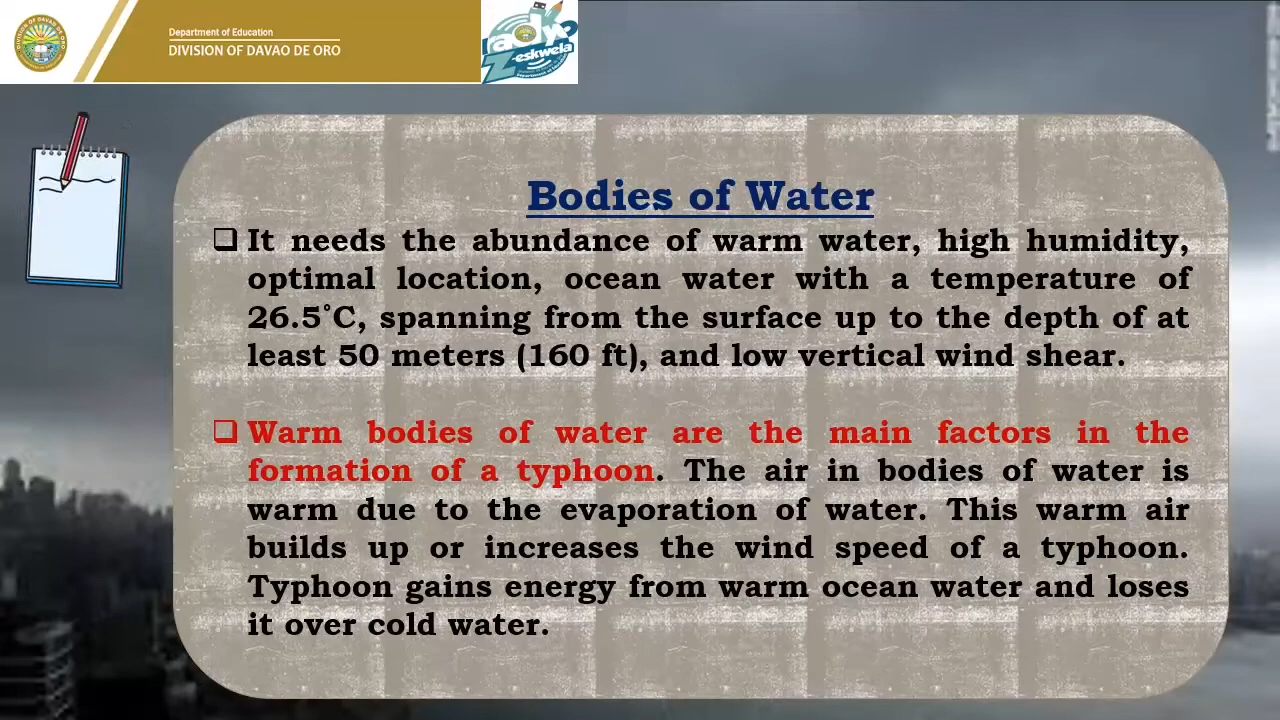 Department of Education
DIVISION OF DAVAO DE ORO
eskwela
Bodies of Water
It needs the abundance of warm water, high humidity,
optimal location, ocean water with a temperature of
26.5˚C, spanning from the surface up to the depth of at
least 50 meters (160 ft), and low vertical wind shear.
Warm bodies of water are the main factors in the
formation of a typhoon. The air in bodies of water is
warm due to the evaporation of water. This warm air
builds up or increases the wind speed of a typhoon.
Typhoon gains energy from warm ocean water and loses
it over cold water.